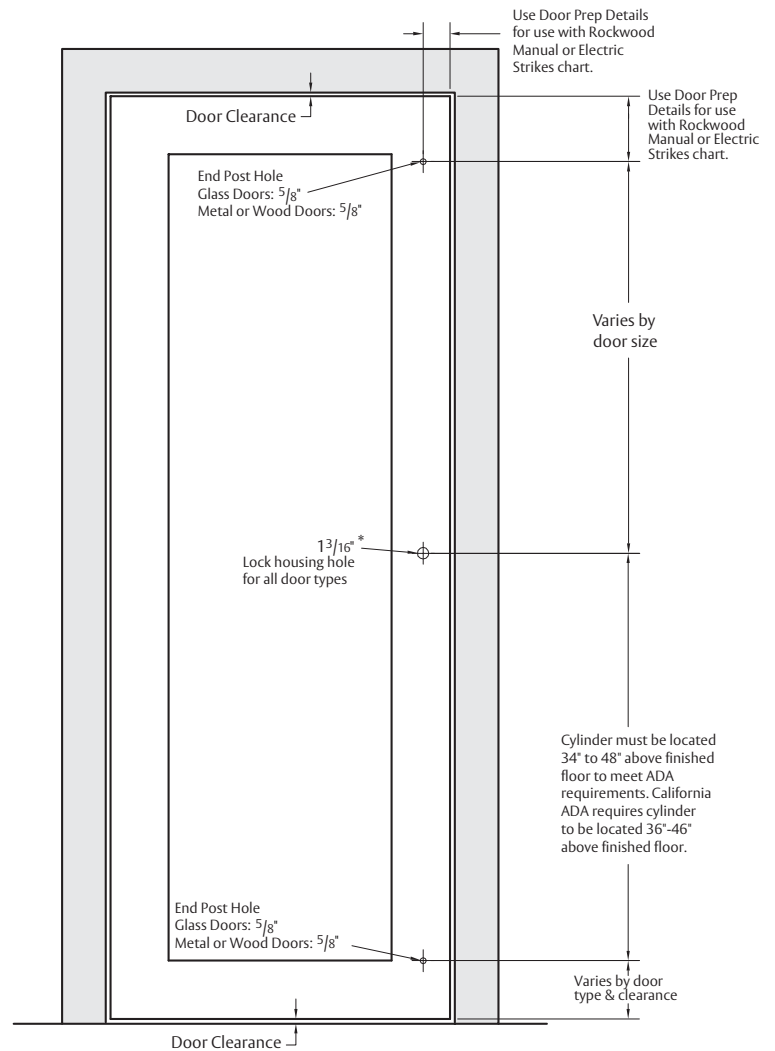 Use Door Prep Details
for use with Rockwood
Manual or Electric
Strikes chart.
Use Door Prep
Details for use
with Rockwood
Manual or Electric
Strikes chart.
Door Clearance
End Post Hole
Glass Doors: 5/8"
Metal or Wood Doors: 5/8"
Varies by
door size
1 3/16" *
Lock housing hole
for all door types
Cylinder must be located
34" to 48" above finished
floor to meet ADA
requirements. California
ADA requires cylinder
to be located 36"-46"
above finished floor.
End Post Hole
Glass Doors: 5/8"
Metal or Wood Doors: 5/8"
Varies by door
type & clearance
Door Clearance